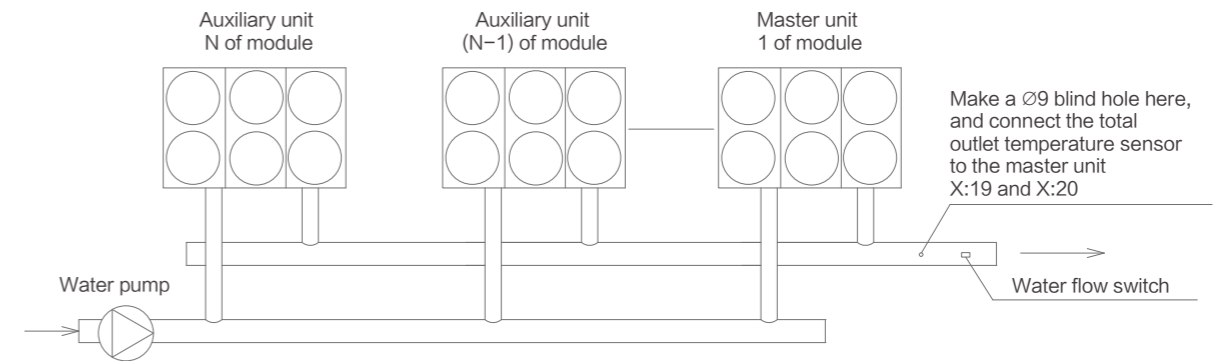 Auxiliary unit
N of module
Auxiliary unit
(N−1) of module
Master unit
1 of module
Make a Ø9 blind hole here,
and connect the total
outlet temperature sensor
to the master unit
X:19 and X:20
Water flow switch
Water pump